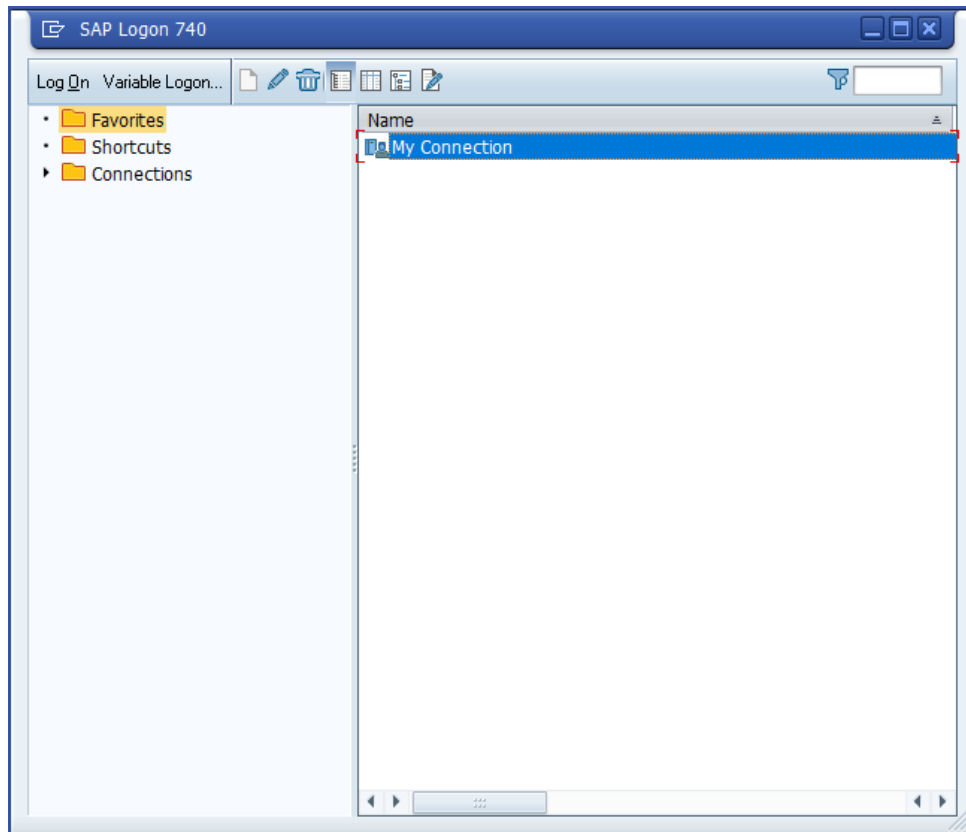 SAP Logon 740
Log On Variable Logon...
Favorites
Shortcuts
Connections
Name
My Connection